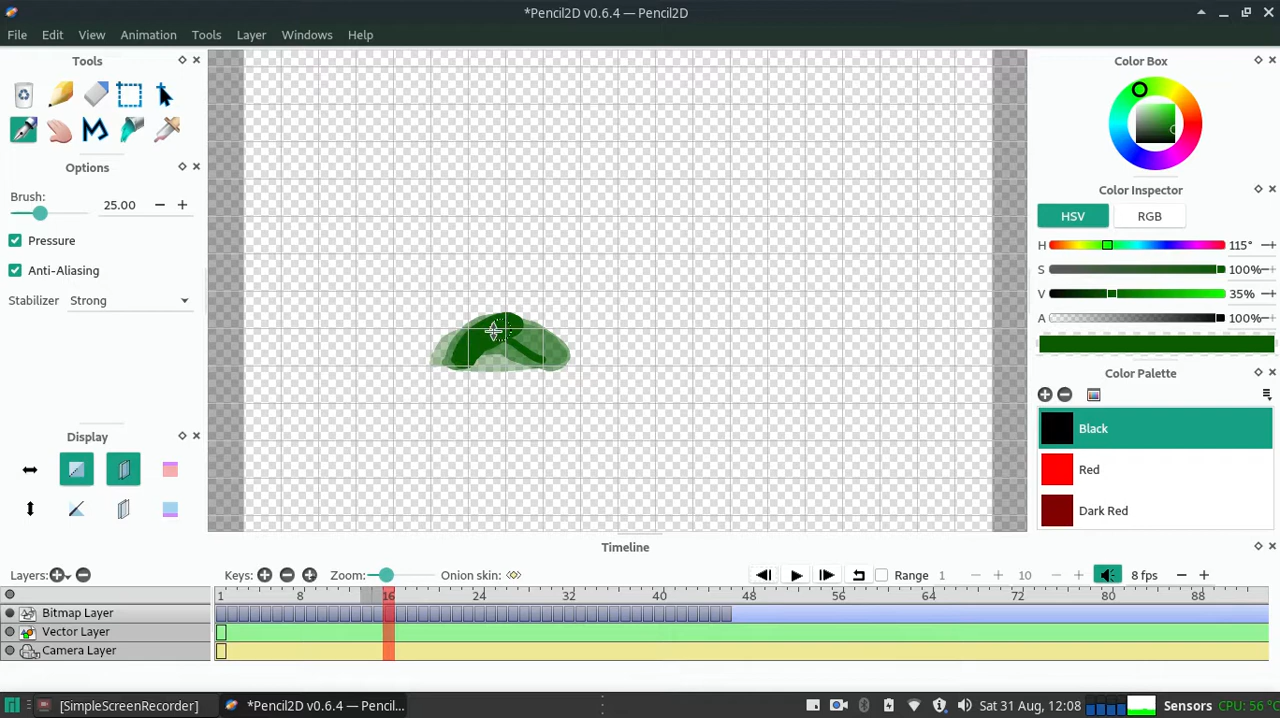 *Pencil2D v0.6.4 — Pencil2D
File Edit View Animation Tools Layer Windows Help
Tools
Options
Brush: 25.00
Pressure
Anti-Aliasing
Stabilizer Strong
Display
Color Box
Color Inspector
HSV RGB
H 115°
S 100%
V 35%
A 100%
Color Palette
Black
Red
Dark Red
Timeline
Layers: Keys: Zoom: Onion skin: Range 1 10 8 fps
1 8 16 24 32 40 48 56 64 72 80 88
Bitmap Layer
Vector Layer
Camera Layer
[SimpleScreenRecorder] *Pencil2D v0.6.4 — Pencil... Sat 31 Aug, 12:08 Sensors CPU: 56 °C